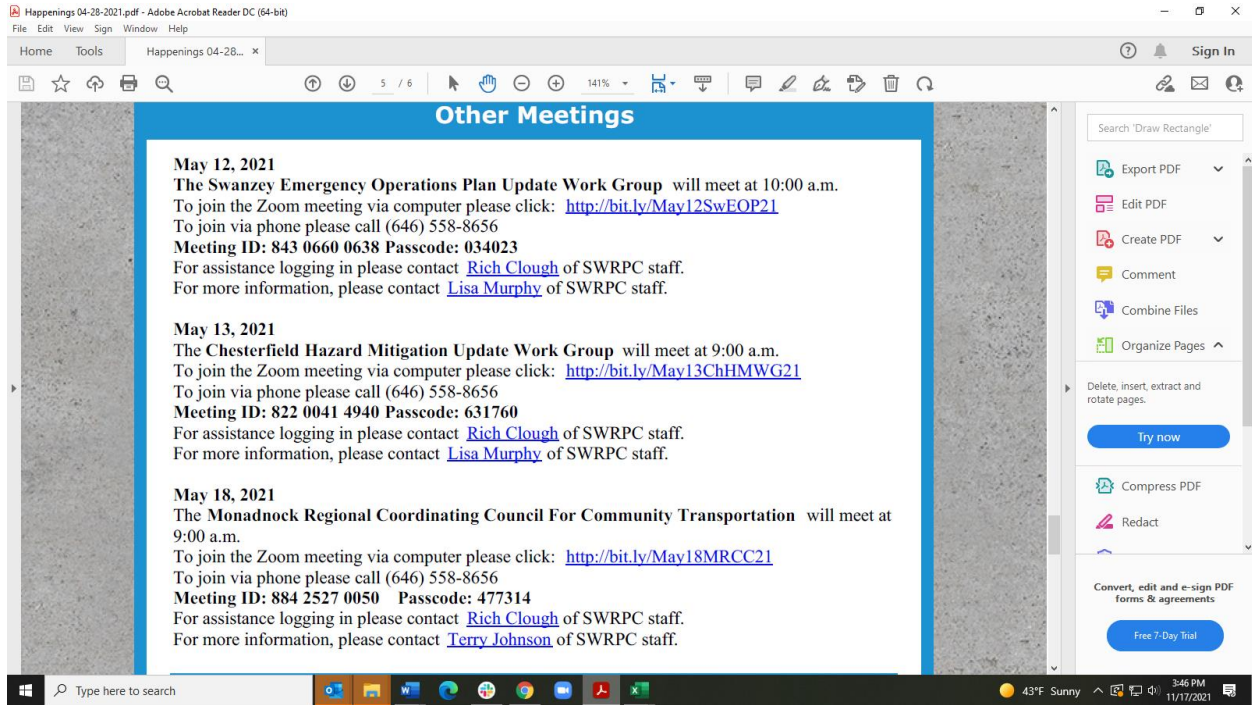 Happenings 04-28-2021.pdf - Adobe Acrobat Reader DC (64-bit)
File Edit View Sign Window Help
Home Tools Happenings 04-28... × Sign In
5 / 6 141%
Other Meetings
May 12, 2021
The Swanzey Emergency Operations Plan Update Work Group will meet at 10:00 a.m.
To join the Zoom meeting via computer please click: http://bit.ly/May12SwEOP21
To join via phone please call (646) 558-8656
Meeting ID: 843 0660 0638 Passcode: 034023
For assistance logging in please contact Rich Clough of SWRPC staff.
For more information, please contact Lisa Murphy of SWRPC staff.
May 13, 2021
The Chesterfield Hazard Mitigation Update Work Group will meet at 9:00 a.m.
To join the Zoom meeting via computer please click: http://bit.ly/May13ChHMWG21
To join via phone please call (646) 558-8656
Meeting ID: 822 0041 4940 Passcode: 631760
For assistance logging in please contact Rich Clough of SWRPC staff.
For more information, please contact Lisa Murphy of SWRPC staff.
May 18, 2021
The Monadnock Regional Coordinating Council For Community Transportation will meet at
9:00 a.m.
To join the Zoom meeting via computer please click: http://bit.ly/May18MRCC21
To join via phone please call (646) 558-8656
Meeting ID: 884 2527 0050 Passcode: 477314
For assistance logging in please contact Rich Clough of SWRPC staff.
For more information, please contact Terry Johnson of SWRPC staff.
Search 'Draw Rectangle'
Export PDF
Edit PDF
Create PDF
Comment
Combine Files
Organize Pages
Delete, insert, extract and
rotate pages.
Try now
Compress PDF
Redact
Convert, edit and e-sign PDF
forms & agreements
Free 7-Day Trial
Type here to search
43°F Sunny
3:46 PM
11/17/2021